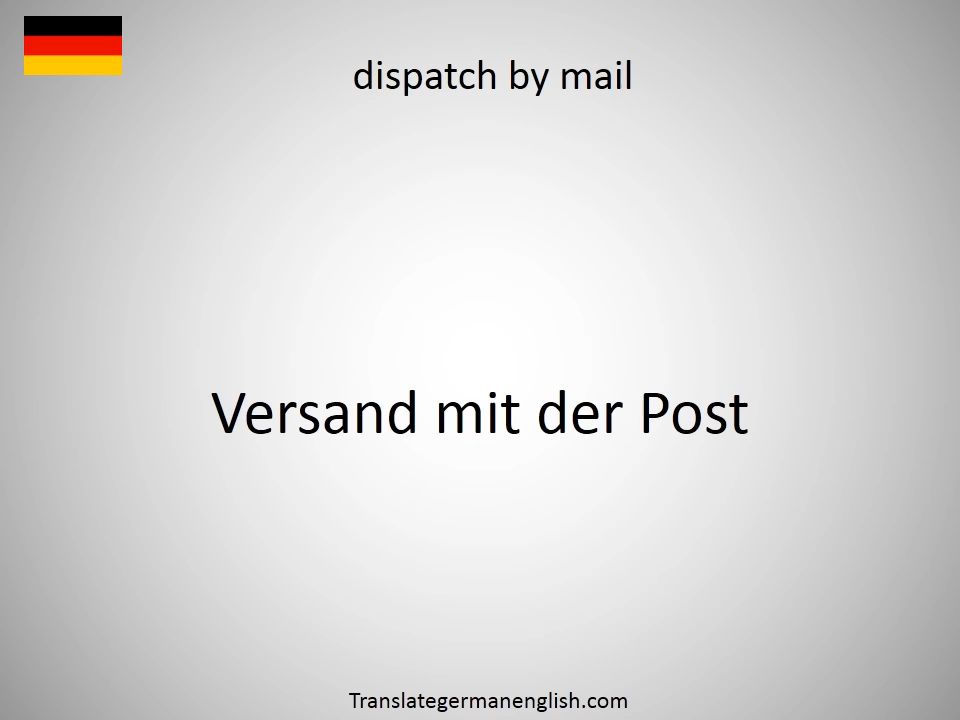 dispatch by mail
Versand mit der Post
Translategermanenglish.com